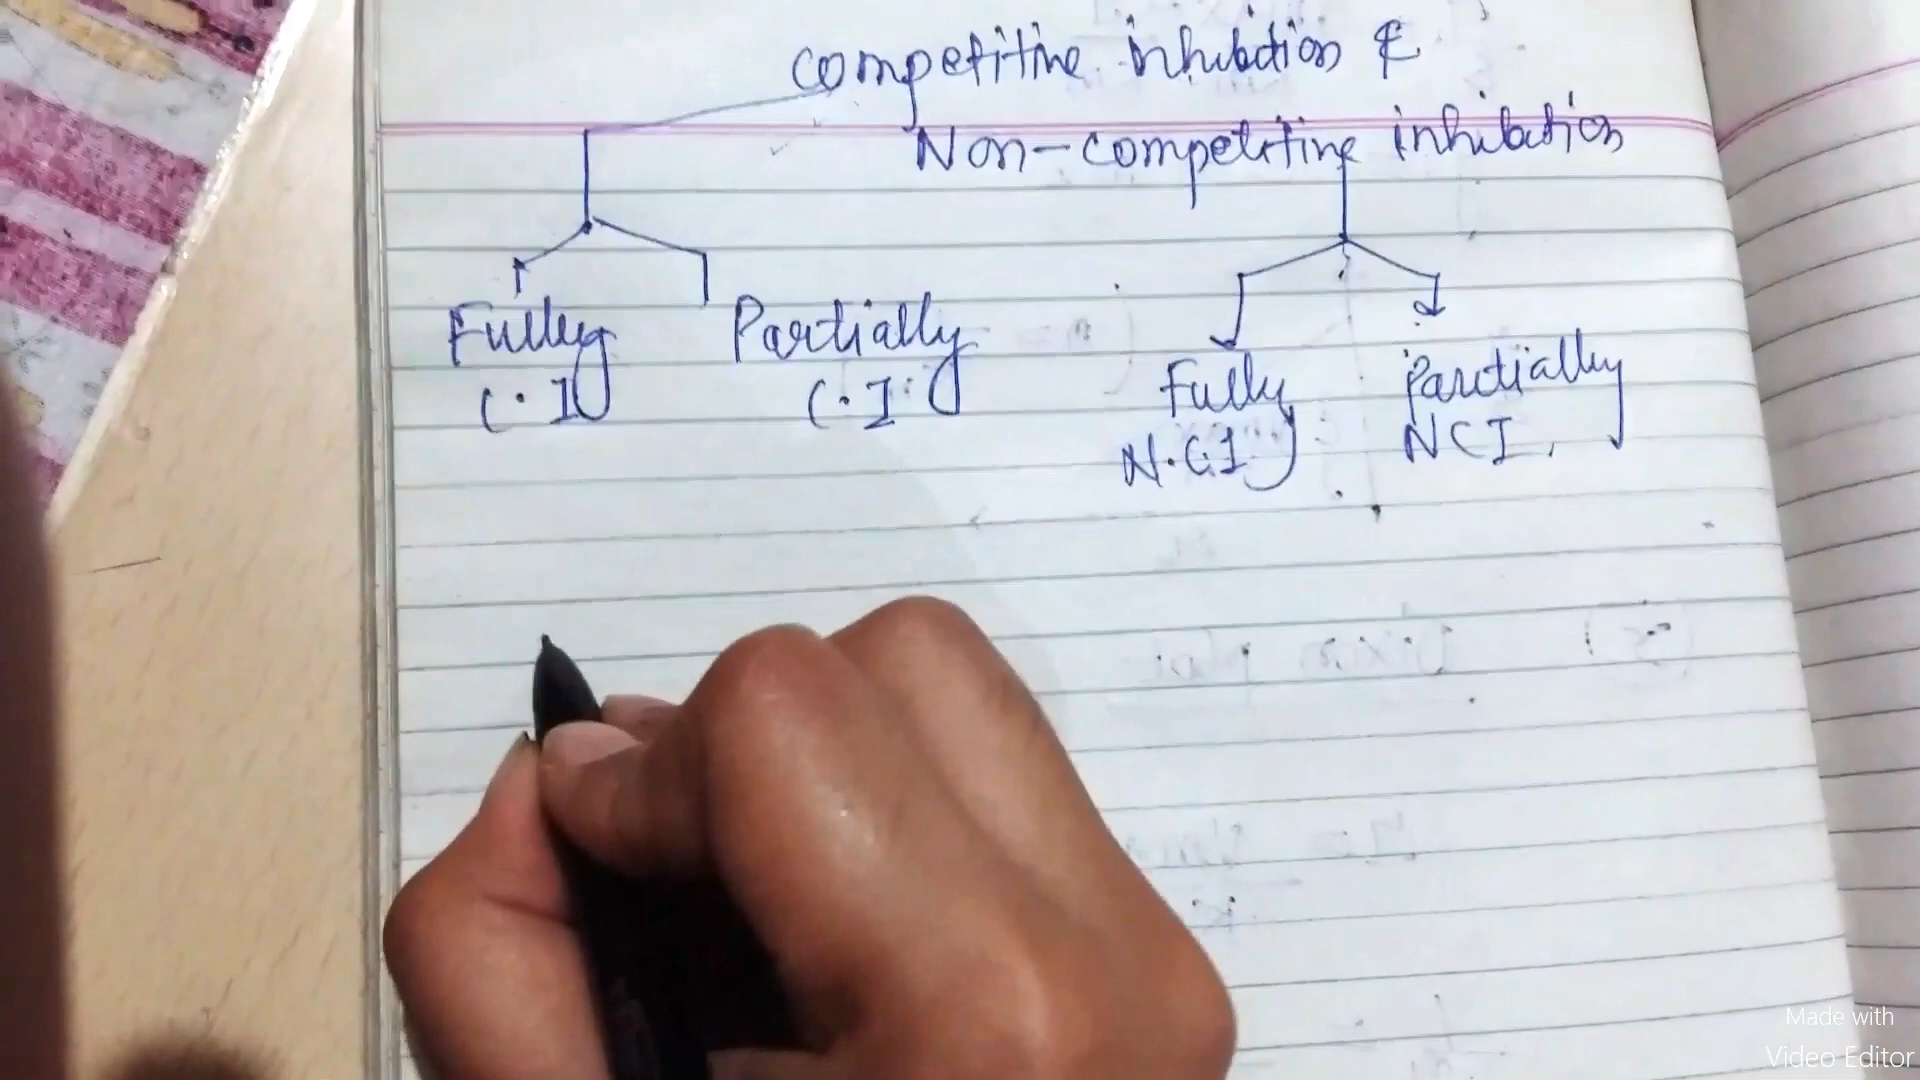 competitive inhibition &
Non-competitive inhibition
Fully
C.I
Partially
C.I
Fully
N.C.I
Partially
NCI
Made with
Video Editor